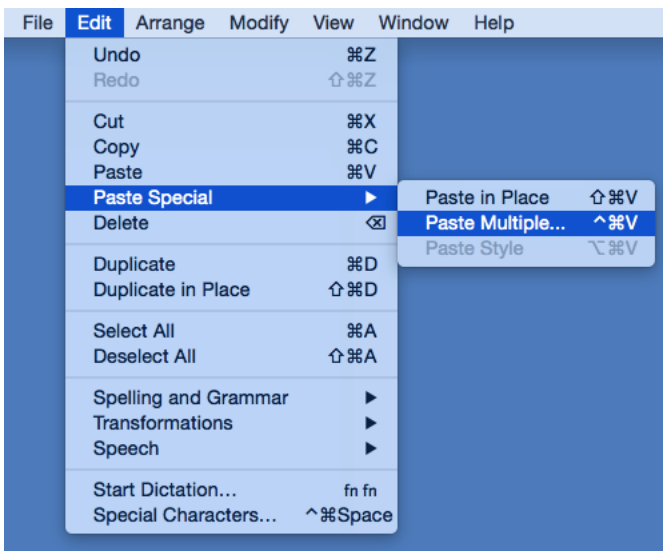 File Edit Arrange Modify View Window Help
Undo ⌘Z
Redo ⇧⌘Z
Cut ⌘X
Copy ⌘C
Paste ⌘V
Paste Special ▶
Delete ⌫
Duplicate ⌘D
Duplicate in Place ⇧⌘D
Select All ⌘A
Deselect All ⇧⌘A
Spelling and Grammar ▶
Transformations ▶
Speech ▶
Start Dictation... fn fn
Special Characters... ^⌘Space
Paste in Place ⇧⌘V
Paste Multiple... ^⌘V
Paste Style ⌥⌘V